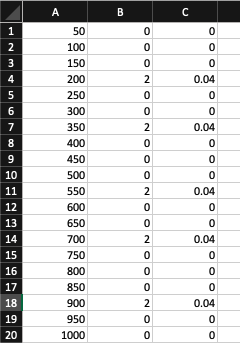 A B C
1 50 0 0
2 100 0 0
3 150 0 0
4 200 2 0.04
5 250 0 0
6 300 0 0
7 350 2 0.04
8 400 0 0
9 450 0 0
10 500 0 0
11 550 2 0.04
12 600 0 0
13 650 0 0
14 700 2 0.04
15 750 0 0
16 800 0 0
17 850 0 0
18 900 2 0.04
19 950 0 0
20 1000 0 0